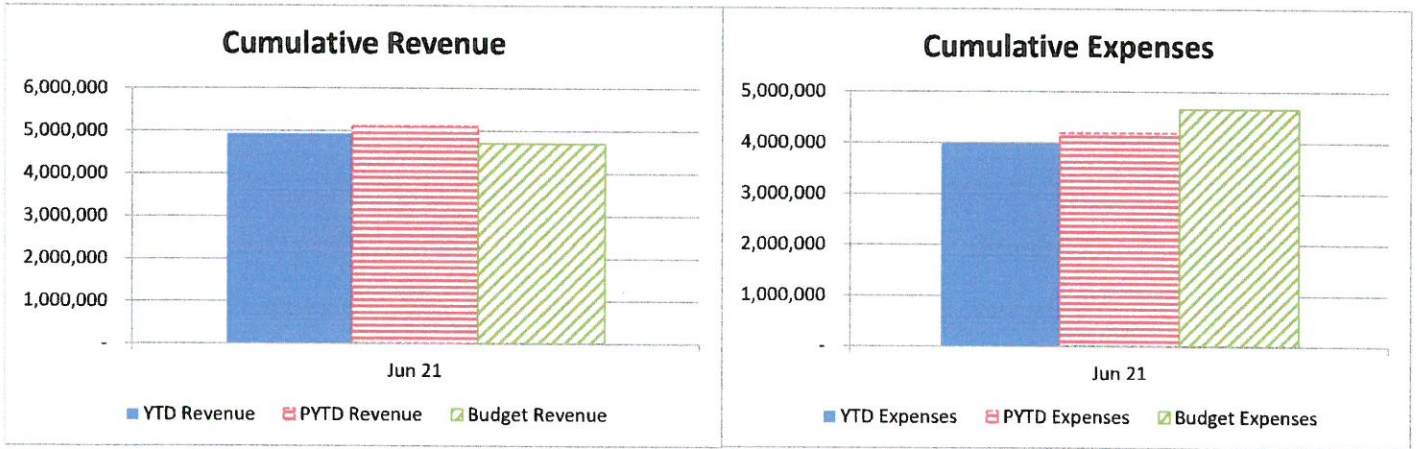 Cumulative Revenue
6,000,000
5,000,000
4,000,000
3,000,000
2,000,000
1,000,000
-
Jun 21
YTD Revenue PYTD Revenue Budget Revenue
Cumulative Expenses
5,000,000
4,000,000
3,000,000
2,000,000
1,000,000
-
Jun 21
YTD Expenses PYTD Expenses Budget Expenses